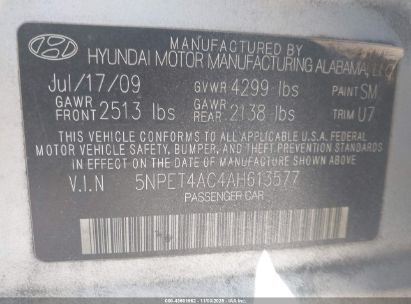 MANUFACTURED BY
HYUNDAI MOTOR MANUFACTURING ALABAMA, LLC
Jul/17/09 GVWR 4299 lbs PAINT SM
GAWR FRONT 2513 lbs GAWR REAR 2138 lbs TRIM U7
THIS VEHICLE CONFORMS TO ALL APPLICABLE U.S.A FEDERAL
MOTOR VEHICLE SAFETY, BUMPER, AND THEFT PREVENTION STANDARDS
IN EFFECT ON THE DATE OF MANUFACTURE SHOWN ABOVE.
V.I.N 5NPET4AC4AH613577
PASSENGER CAR